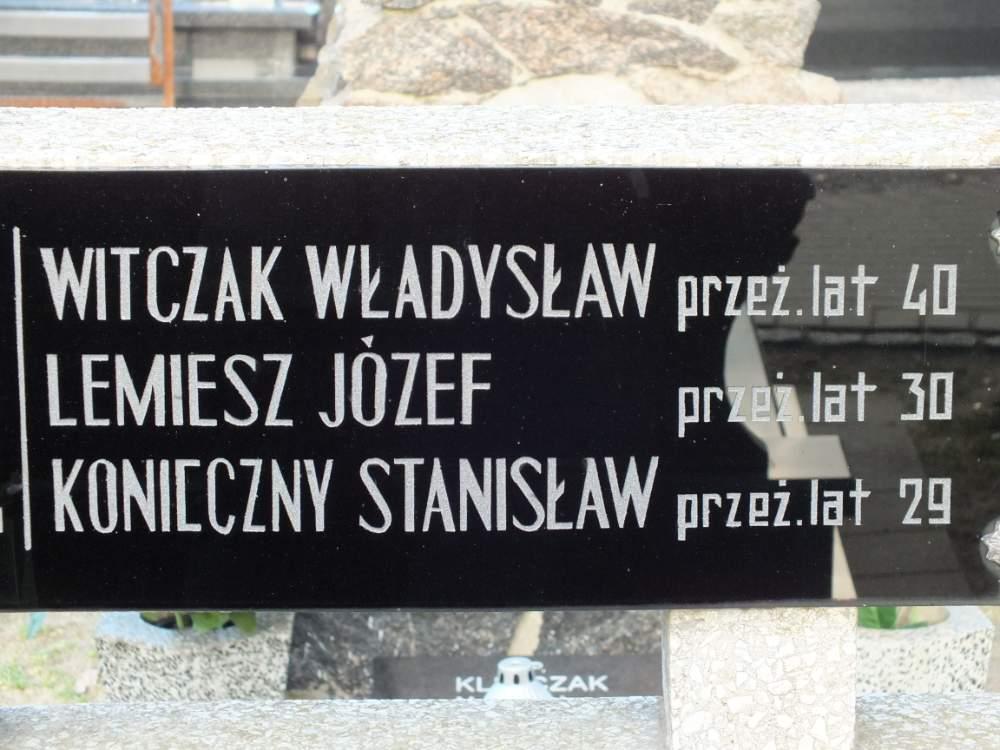 WITCZAK WŁADYSŁAW przeż.lat 40
LEMIESZ JÓZEF przeż.lat 30
KONIECZNY STANISŁAW przeż.lat 29